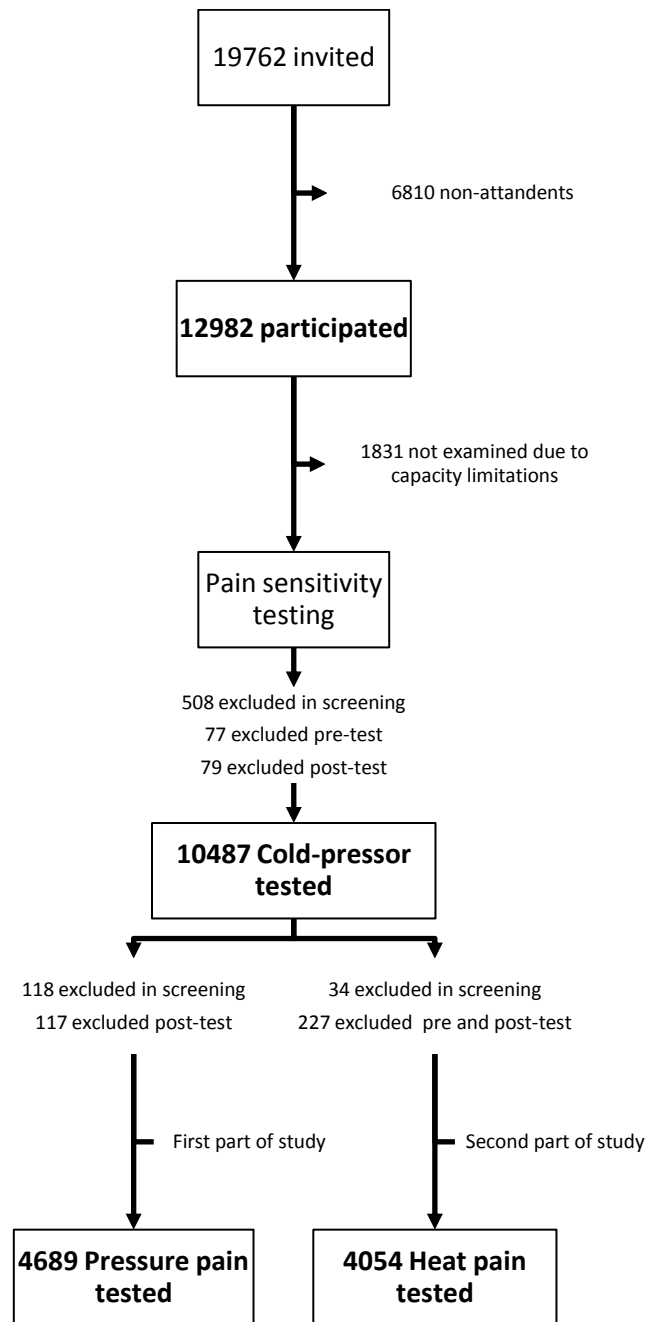 19762 invited
6810 non-attandents
12982 participated
1831 not examined due to
capacity limitations
Pain sensitivity
testing
508 excluded in screening
77 excluded pre-test
79 excluded post-test
10487 Cold-pressor
tested
118 excluded in screening
117 excluded post-test
34 excluded in screening
227 excluded pre and post-test
First part of study
Second part of study
4689 Pressure pain
tested
4054 Heat pain
tested